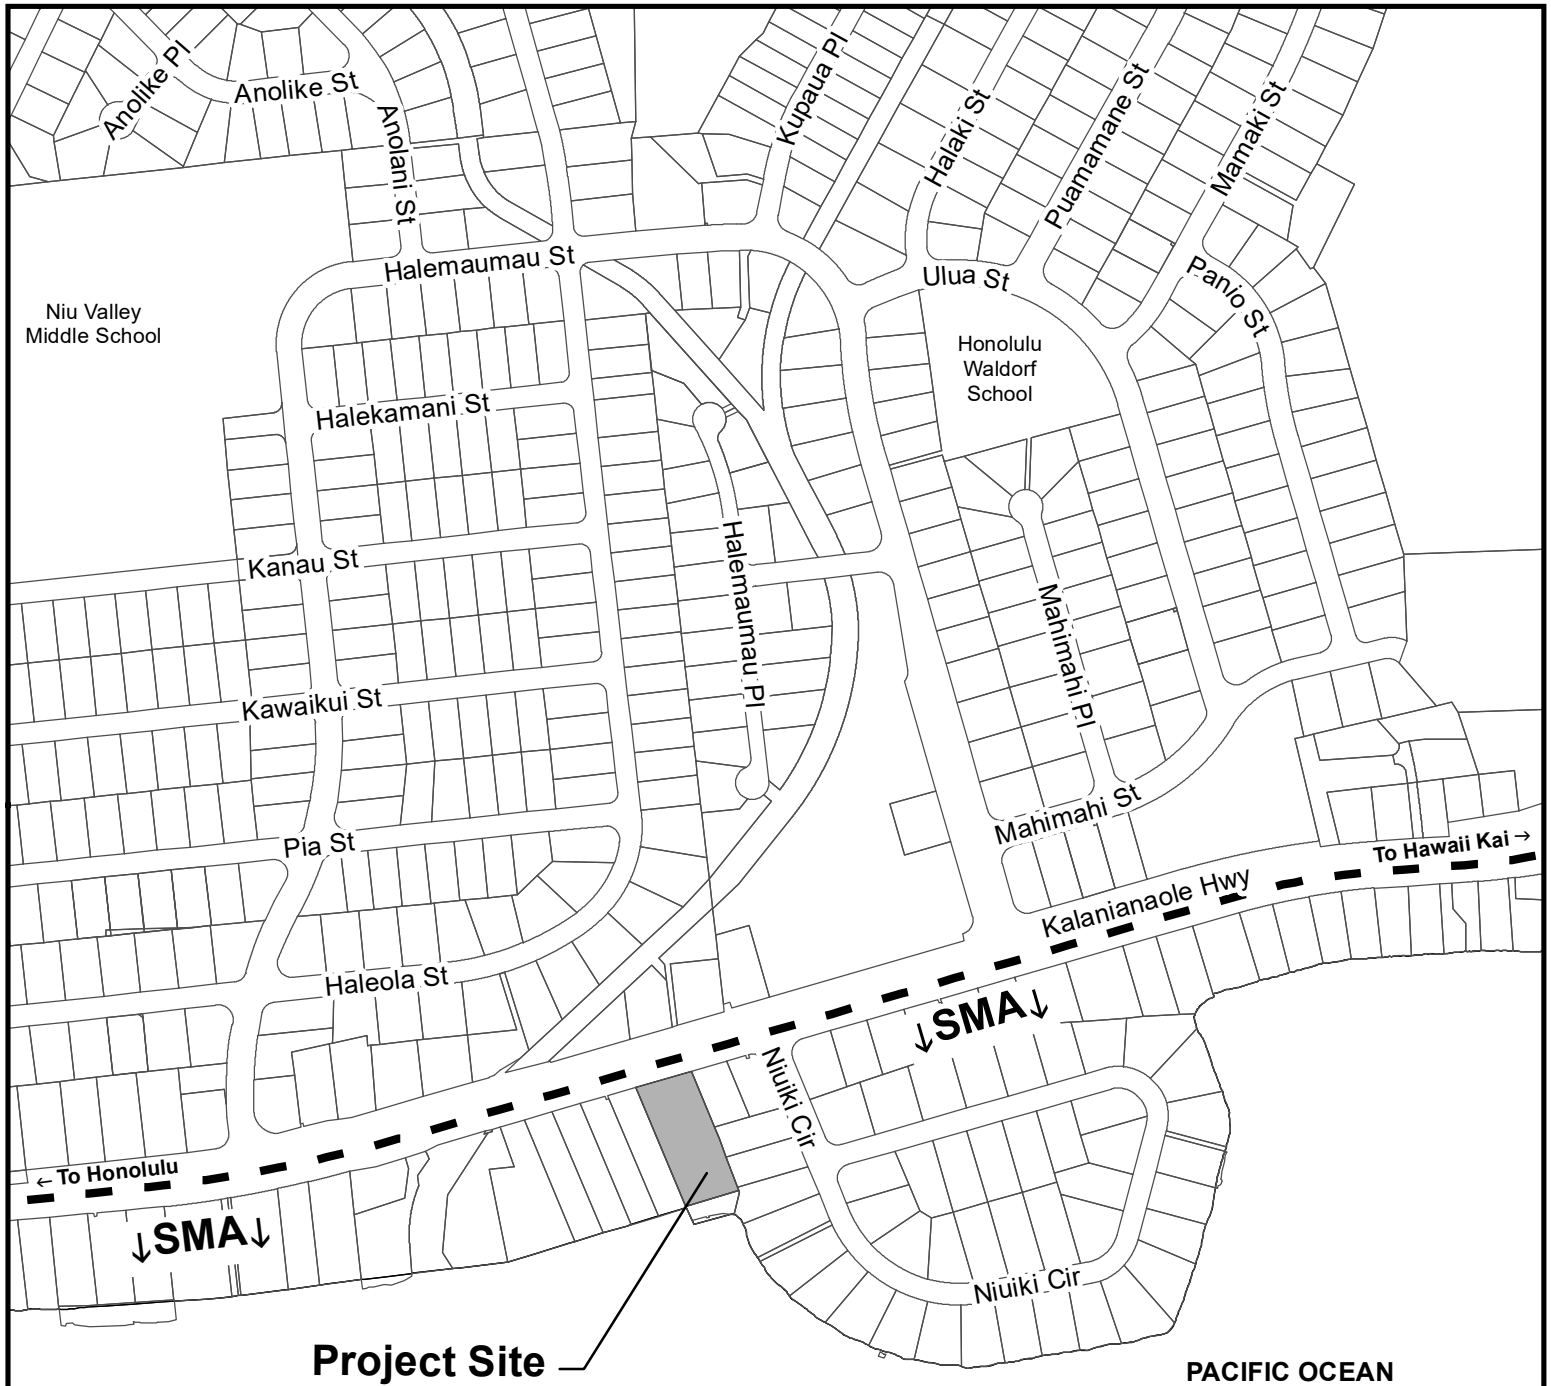 Anolike Pl
Anolike St
Anolani St
Kupaua Pl
Halaki St
Puamamane St
Mamaki St
Halemaumau St
Ulua St
Panio St
Niu Valley
Middle School
Honolulu
Waldorf
School
Halekamani St
Kanau St
Halemaumau Pl
Mahimahi Pl
Kawaikui St
Pia St
Mahimahi St
To Hawaii Kai →
Kalanianaole Hwy
Haleola St
↓SMA↓
Niuiki Cir
← To Honolulu
↓SMA↓
Niuiki Cir
Project Site
PACIFIC OCEAN